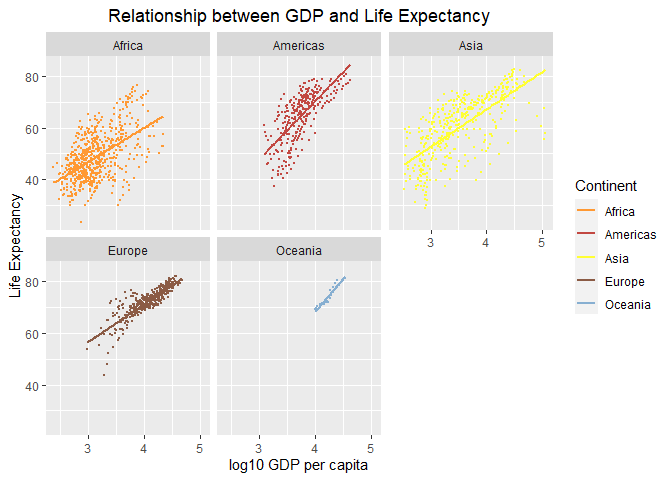 Relationship between GDP and Life Expectancy
Africa
Americas
Asia
80
60
40
3
4
5
Europe
Oceania
80
60
40
3
4
5
3
4
5
Life Expectancy
log10 GDP per capita
Continent
Africa
Americas
Asia
Europe
Oceania